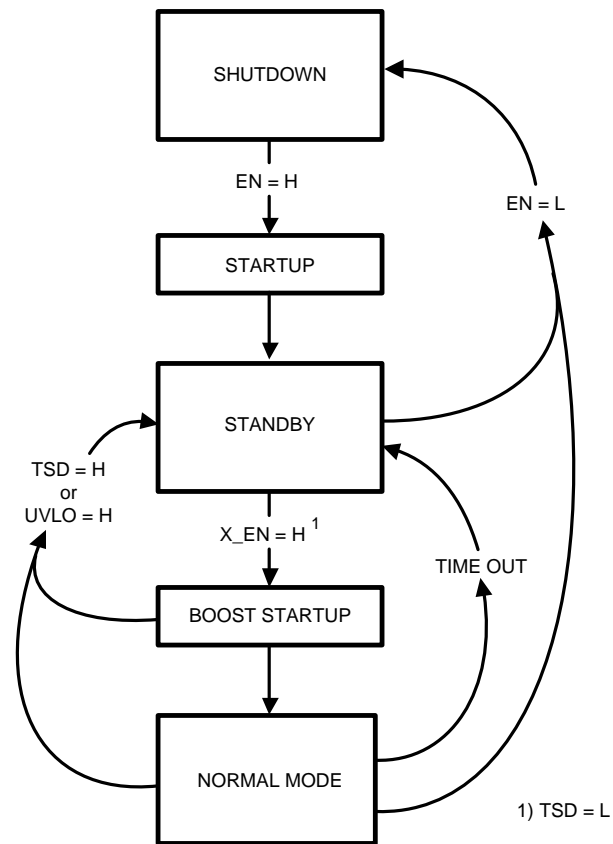 SHUTDOWN
EN = H
EN = L
STARTUP
STANDBY
TSD = H
or
UVLO = H
X_EN = H 1
TIME OUT
BOOST STARTUP
NORMAL MODE
1) TSD = L